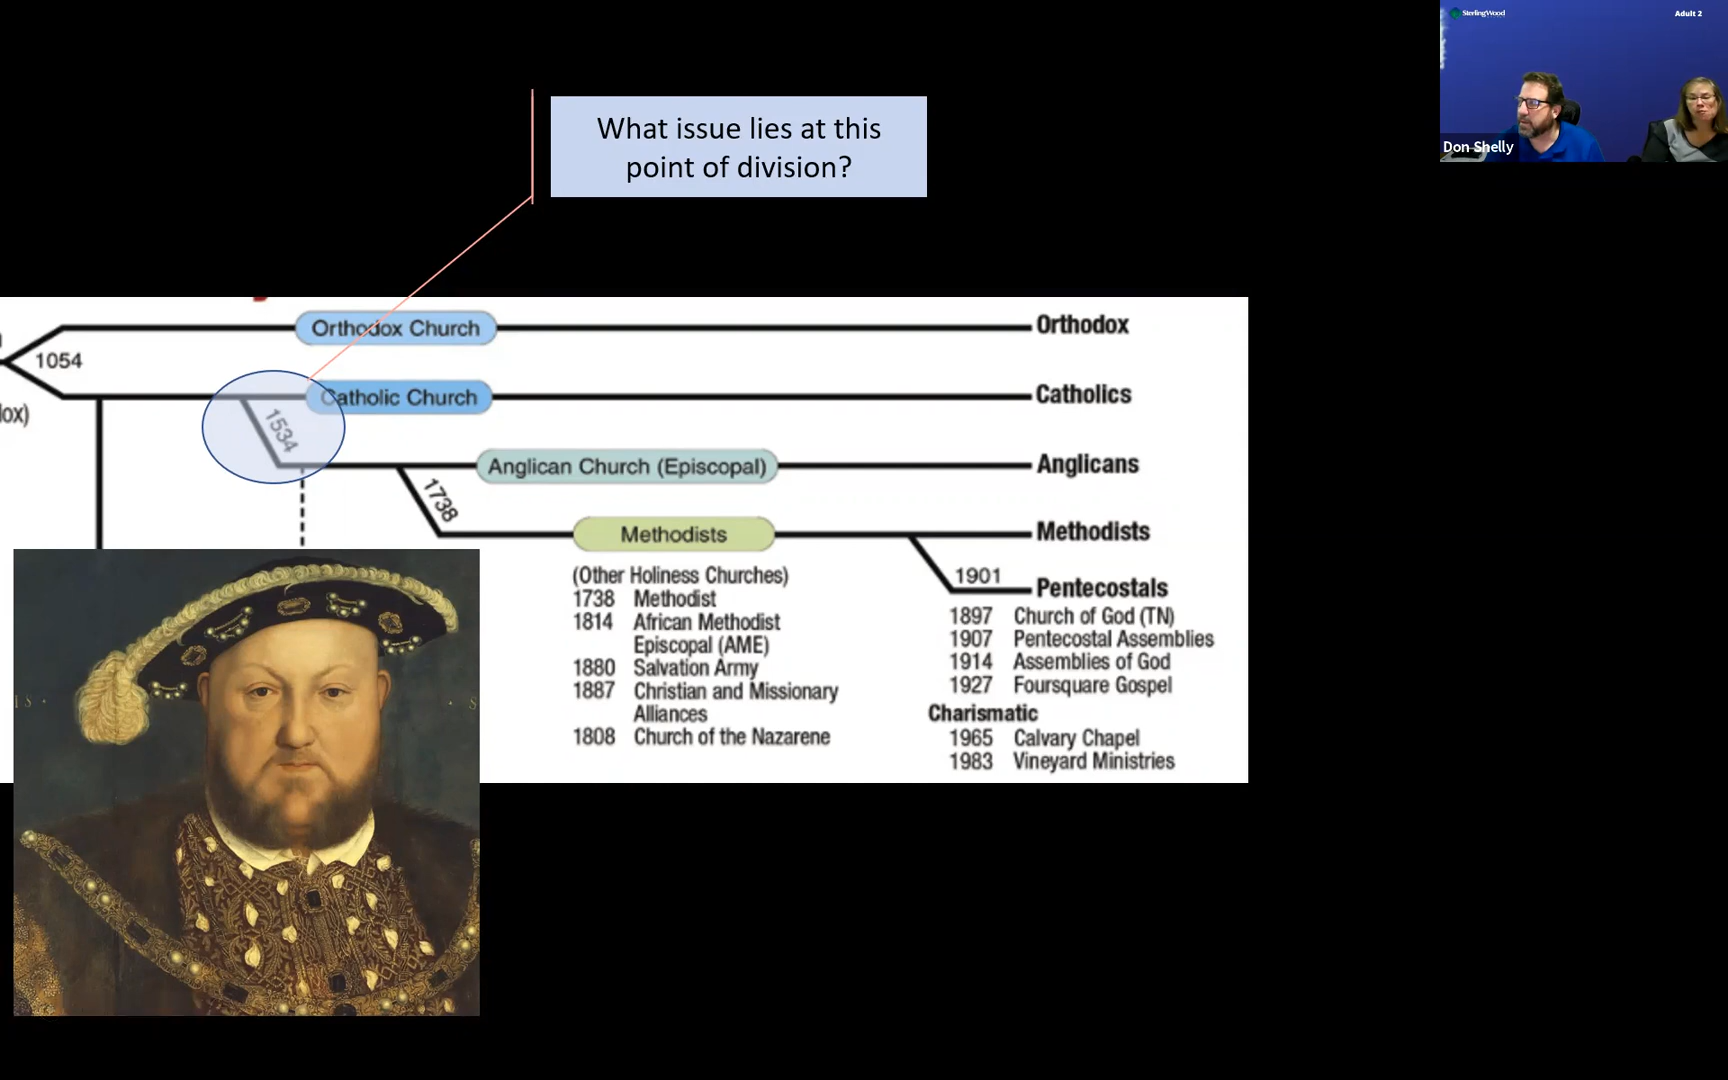 SterlingWood
Adult 2
Don Shelly
What issue lies at this
point of division?
Orthodox Church
Orthodox
1054
Catholic Church
Catholics
1534
Anglican Church (Episcopal)
Anglicans
1738
Methodists
Methodists
(Other Holiness Churches)
1738 Methodist
1814 African Methodist
Episcopal (AME)
1880 Salvation Army
1887 Christian and Missionary
Alliances
1808 Church of the Nazarene
1901
Pentecostals
1897 Church of God (TN)
1907 Pentecostal Assemblies
1914 Assemblies of God
1927 Foursquare Gospel
Charismatic
1965 Calvary Chapel
1983 Vineyard Ministries